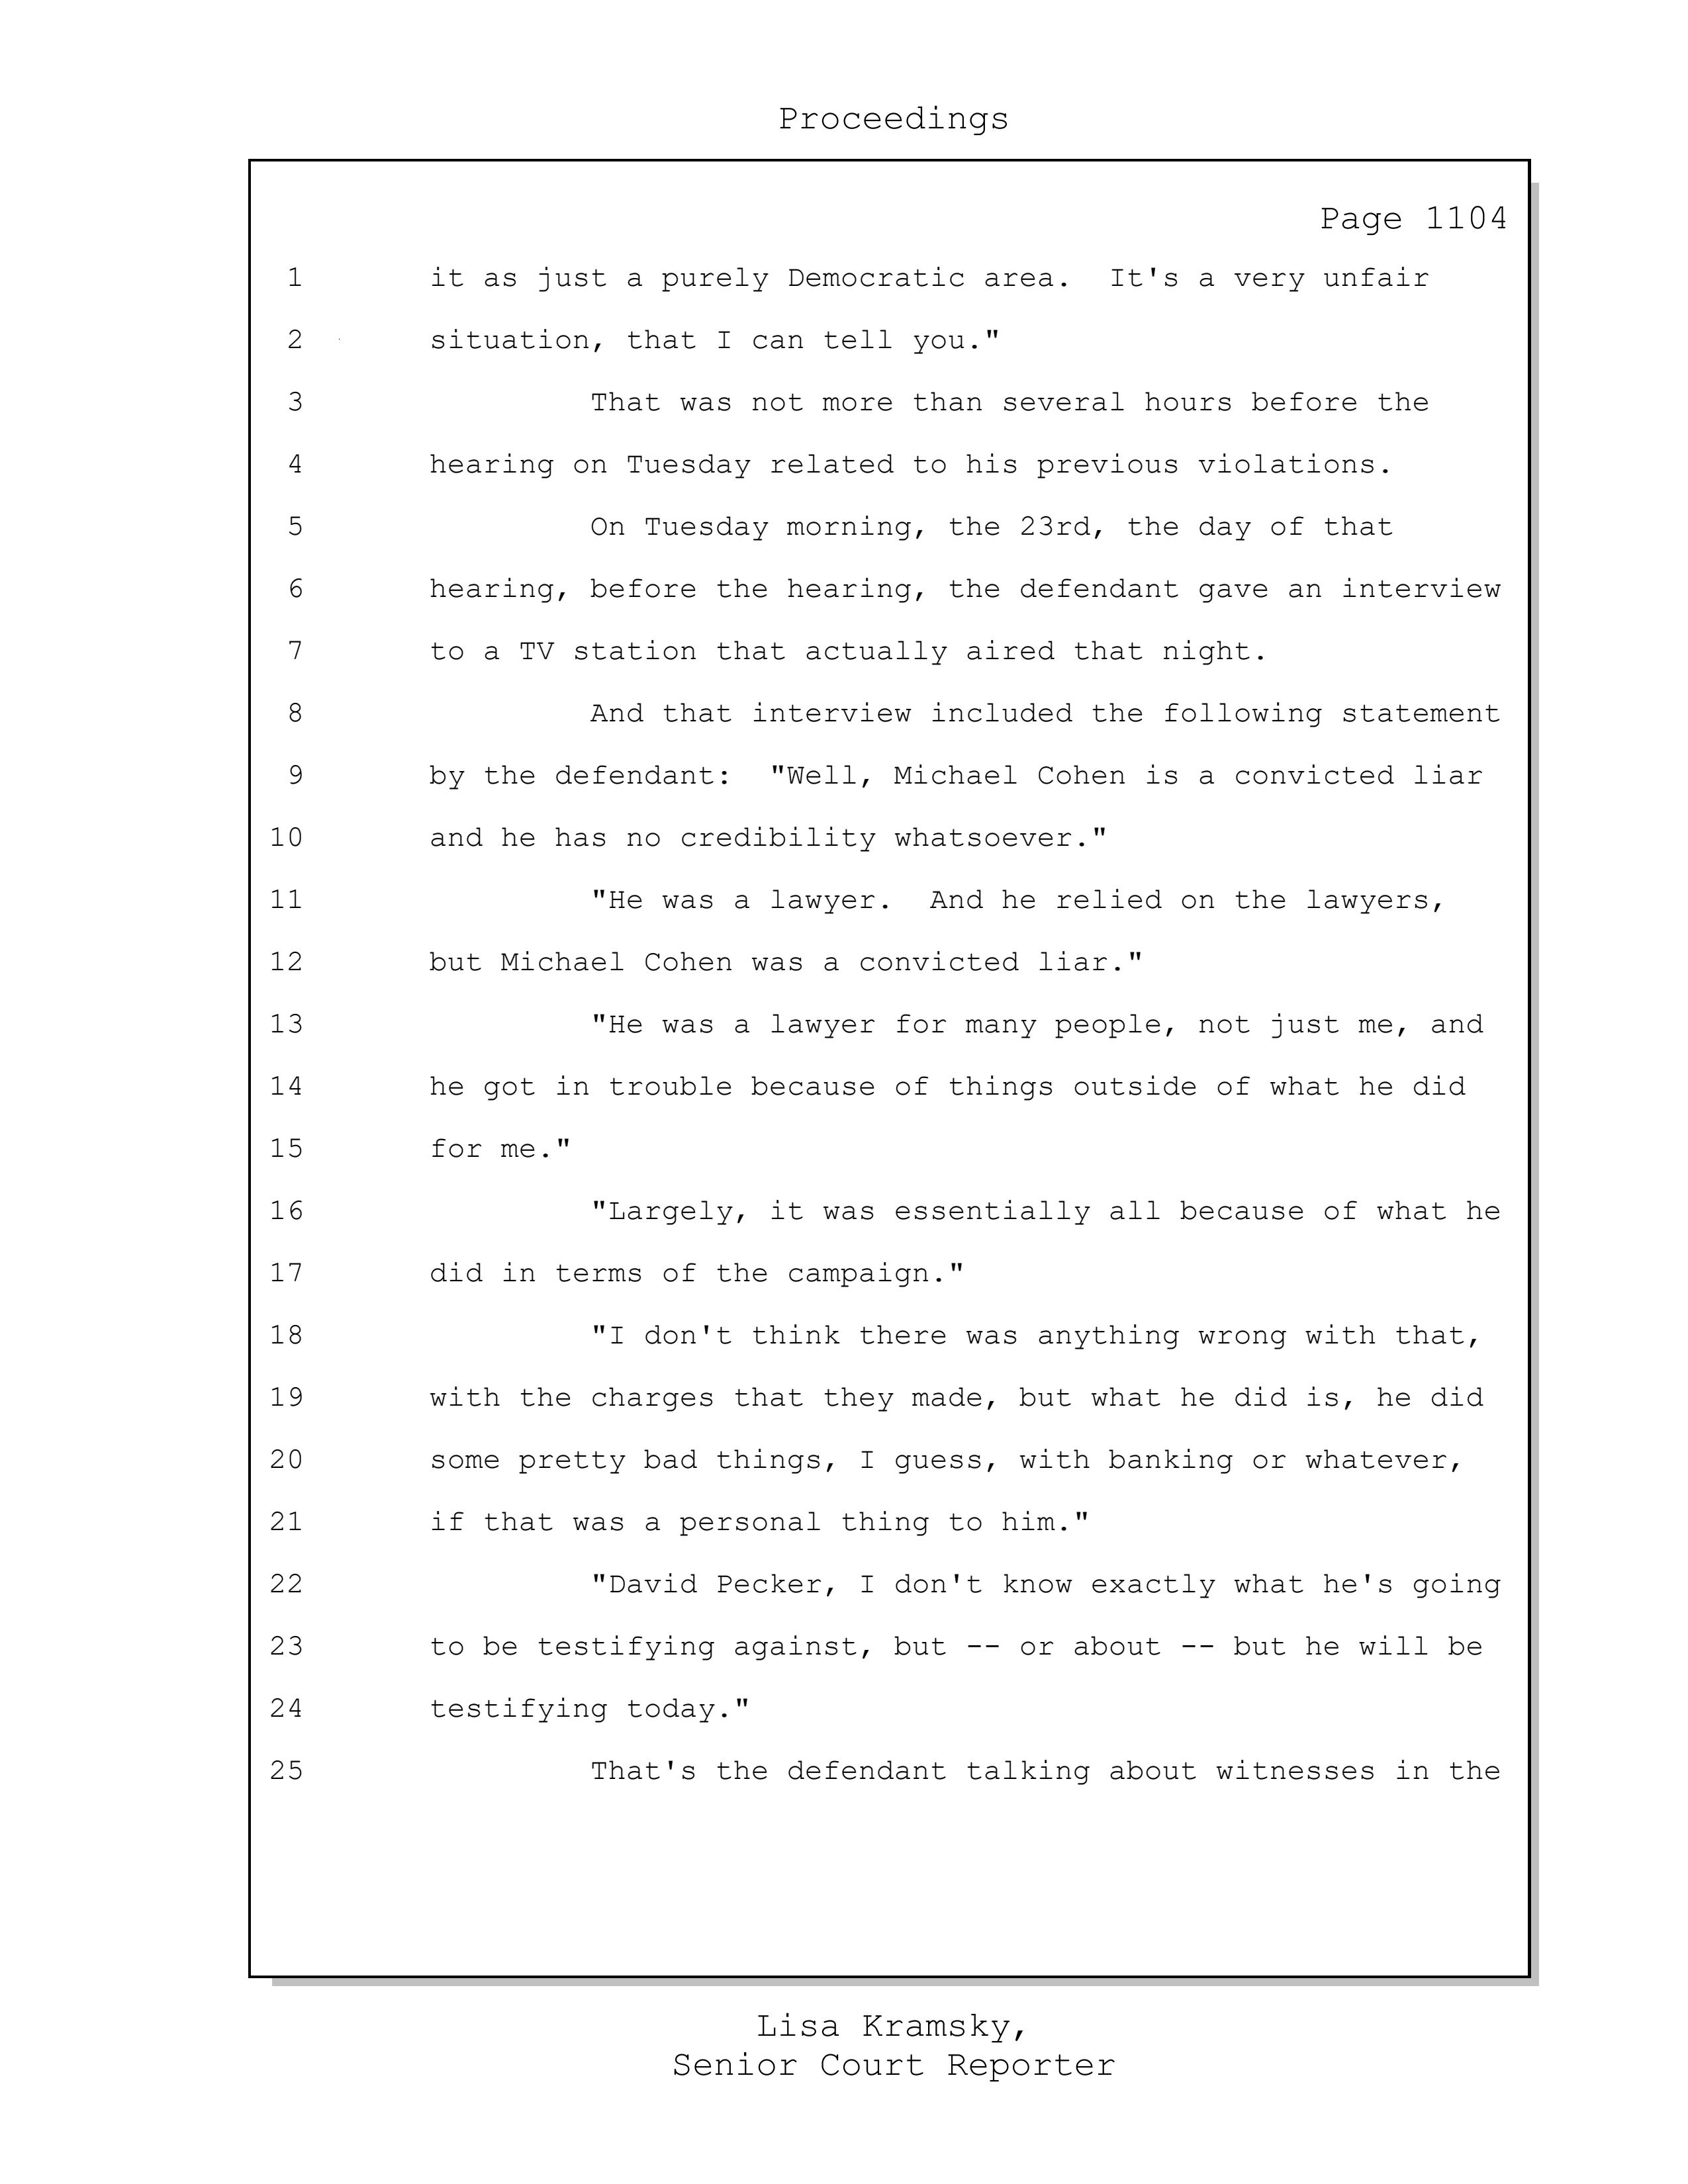 Proceedings
Page 1104
1 it as just a purely Democratic area.  It's a very unfair
2 situation, that I can tell you."
3 That was not more than several hours before the
4 hearing on Tuesday related to his previous violations.
5 On Tuesday morning, the 23rd, the day of that
6 hearing, before the hearing, the defendant gave an interview
7 to a TV station that actually aired that night.
8 And that interview included the following statement
9 by the defendant:  "Well, Michael Cohen is a convicted liar
10 and he has no credibility whatsoever."
11 "He was a lawyer.  And he relied on the lawyers,
12 but Michael Cohen was a convicted liar."
13 "He was a lawyer for many people, not just me, and
14 he got in trouble because of things outside of what he did
15 for me."
16 "Largely, it was essentially all because of what he
17 did in terms of the campaign."
18 "I don't think there was anything wrong with that,
19 with the charges that they made, but what he did is, he did
20 some pretty bad things, I guess, with banking or whatever,
21 if that was a personal thing to him."
22 "David Pecker, I don't know exactly what he's going
23 to be testifying against, but -- or about -- but he will be
24 testifying today."
25 That's the defendant talking about witnesses in the
Lisa Kramsky,
Senior Court Reporter